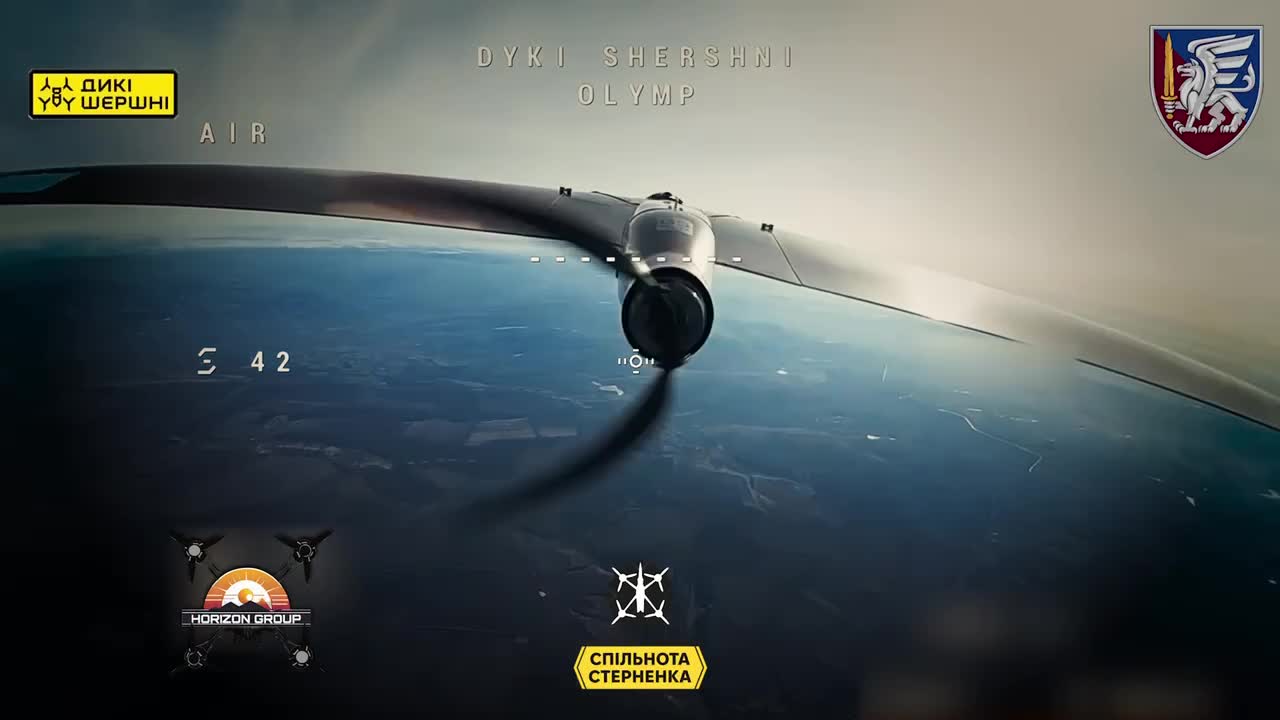 DYKI SHERSHNI
OLYMP
ДИКІ
ШЕРШНІ
AIR
42
HORIZON GROUP
СПІЛЬНОТА
СТЕРНЕНКА